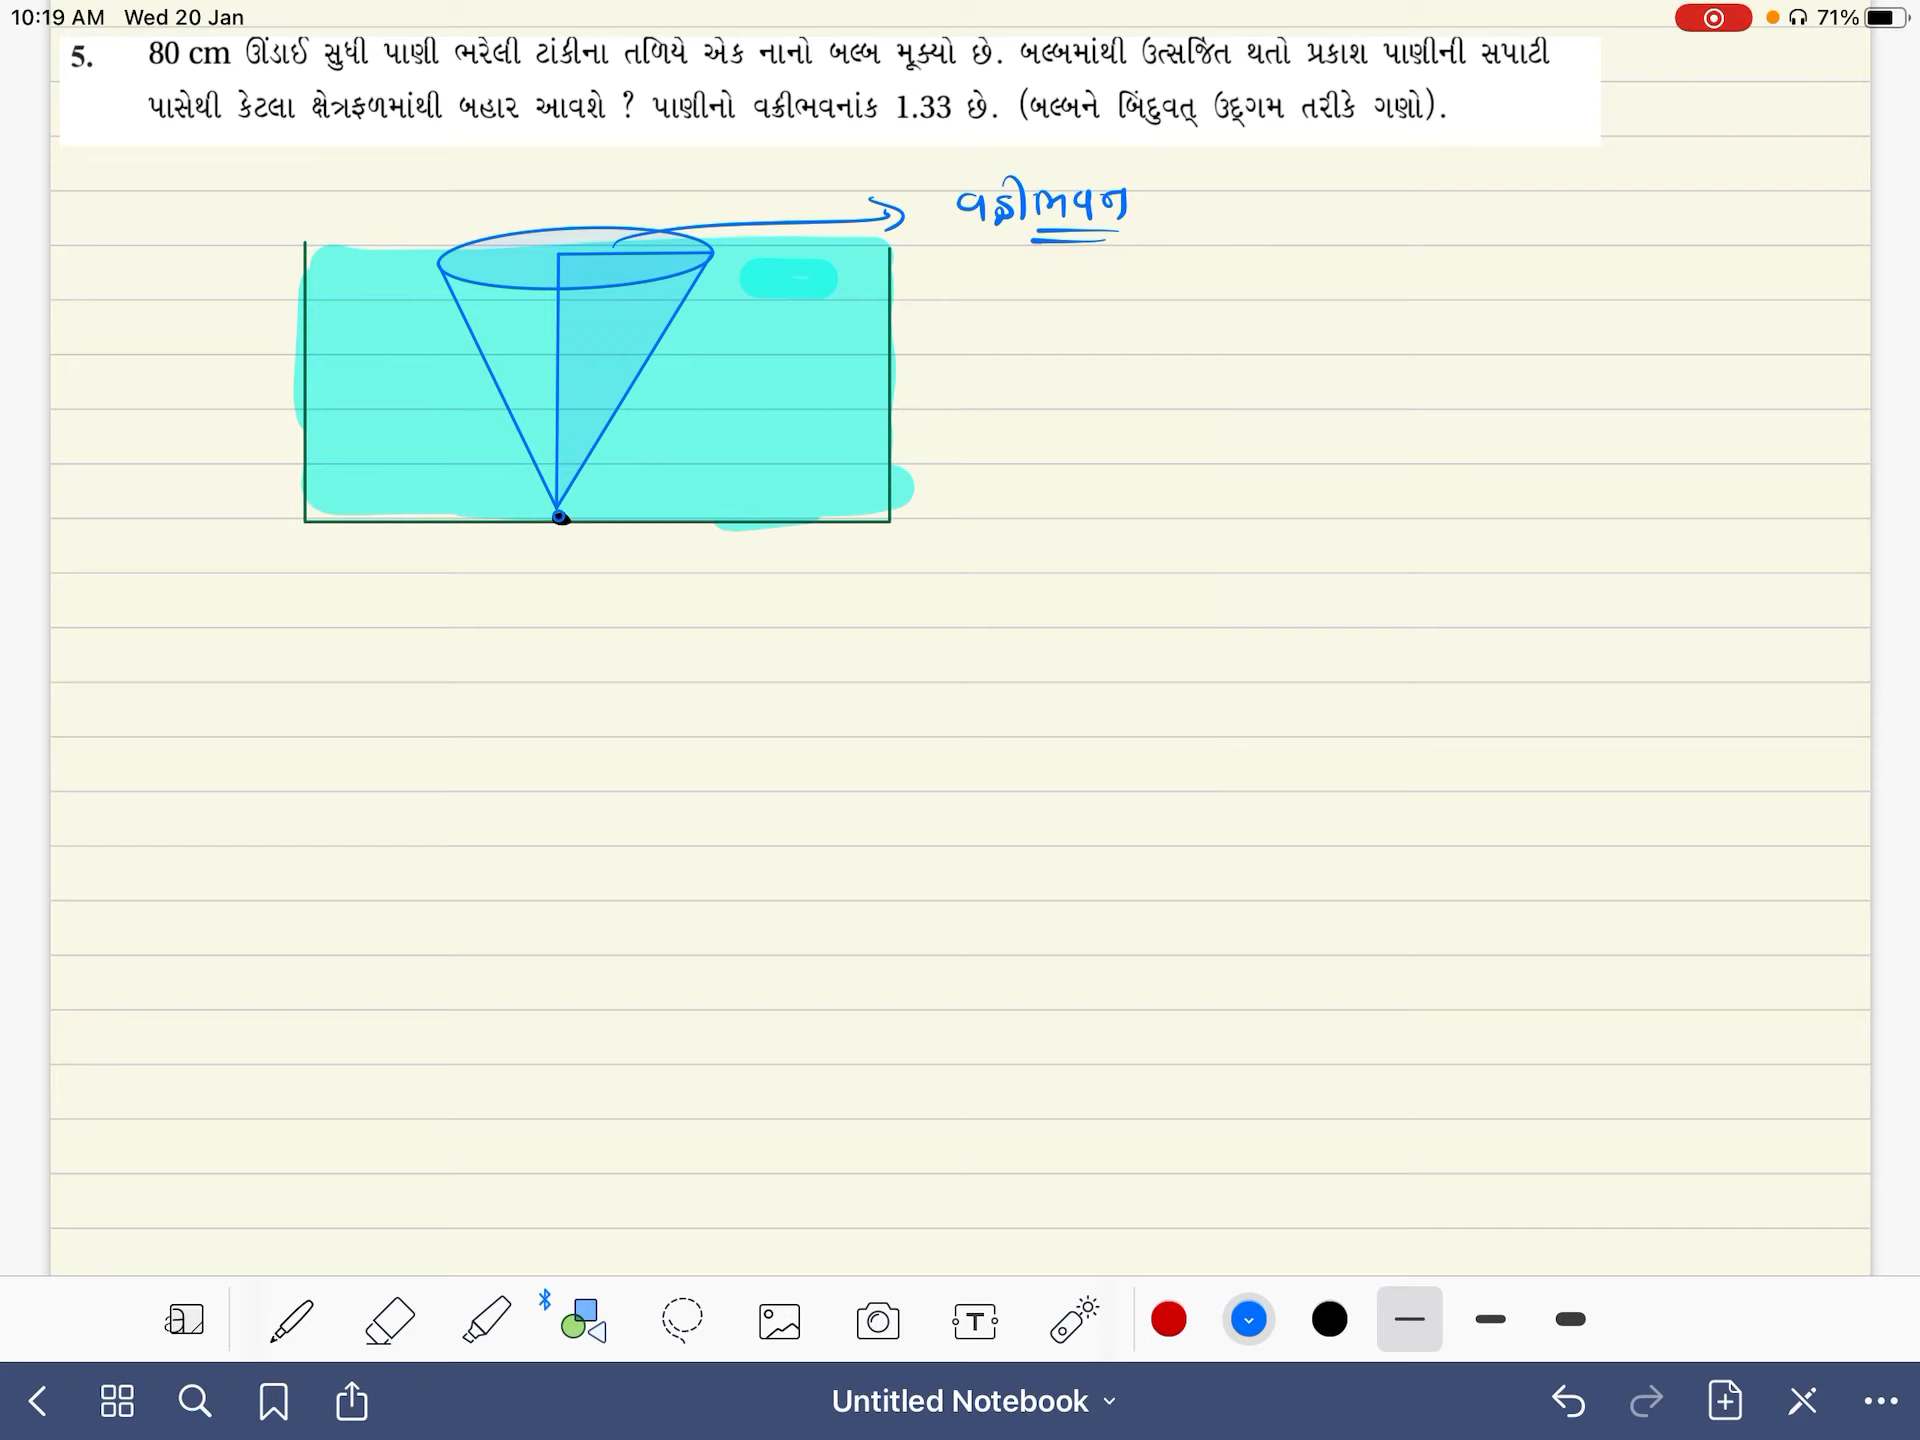 10:19 AM Wed 20 Jan 71%
5. 80 cm ઊંડાઈ સુધી પાણી ભરેલી ટાંકીના તળિયે એક નાનો બલ્બ મૂક્યો છે. બલ્બમાંથી ઉત્સર્જિત થતો પ્રકાશ પાણીની સપાટી
પાસેથી કેટલા ક્ષેત્રફળમાંથી બહાર આવશે ? પાણીનો વક્રીભવનાંક 1.33 છે. (બલ્બને બિંદુવત્ ઉદ્ગમ તરીકે ગણો).
વક્રીભવન
Untitled Notebook